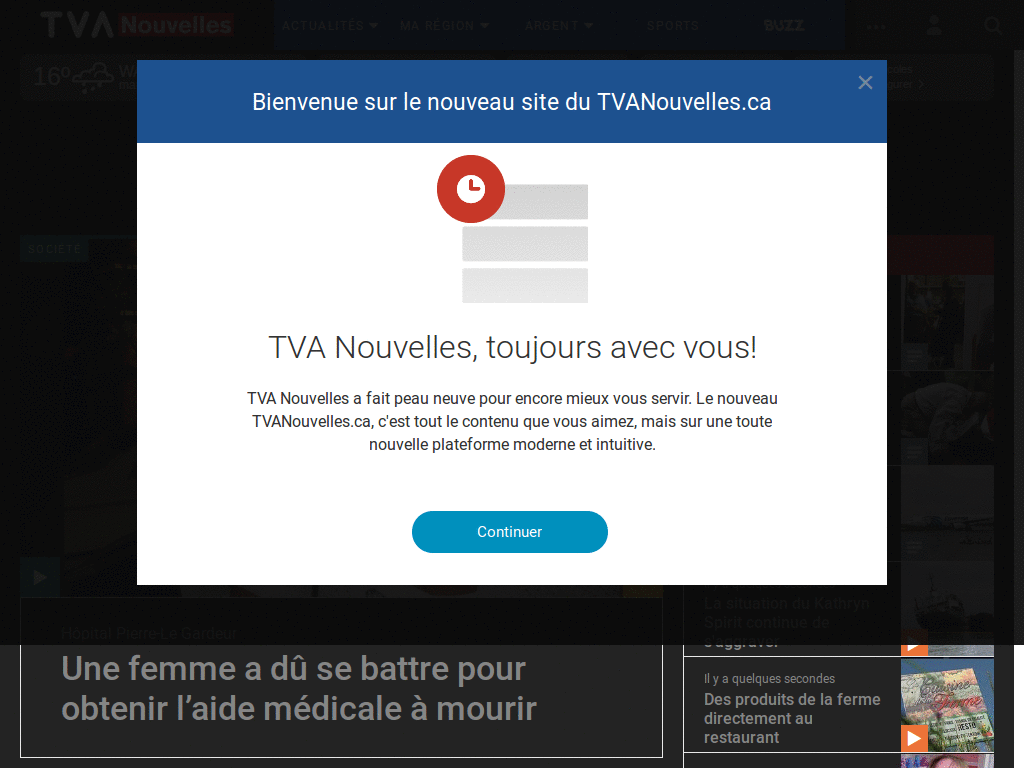 TVA Nouvelles
ACTUALITÉS
MA RÉGION
ARGENT
SPORTS
BUZZ
16°
Bienvenue sur le nouveau site du TVANouvelles.ca
SOCIÉTÉ
TVA Nouvelles, toujours avec vous!
TVA Nouvelles a fait peau neuve pour encore mieux vous servir. Le nouveau
TVANouvelles.ca, c'est tout le contenu que vous aimez, mais sur une toute
nouvelle plateforme moderne et intuitive.
Continuer
Hôpital Pierre-Le Gardeur
Une femme a dû se battre pour
obtenir l’aide médicale à mourir
La situation du Kathryn
Spirit continue de
s'aggraver
Il y a quelques secondes
Des produits de la ferme
directement au
restaurant